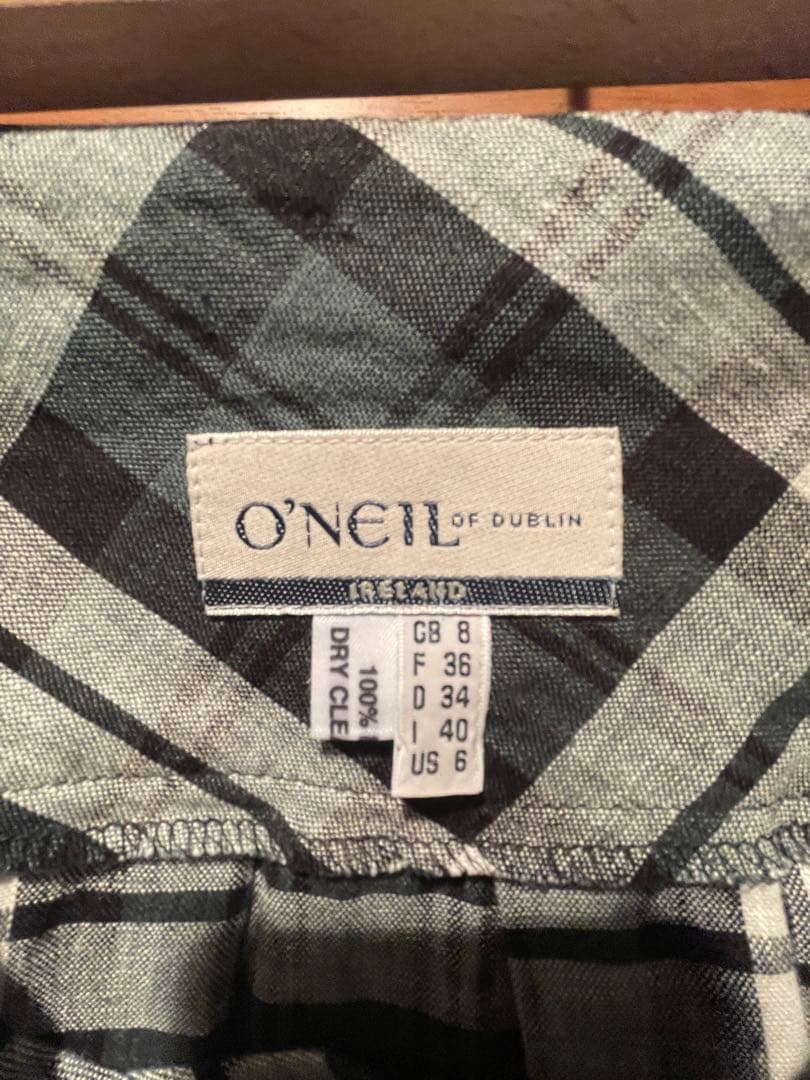 O'NEIL OF DUBLIN
IRELAND
GB 8
F 36
D 34
I 40
US 6
100%
DRY CLE